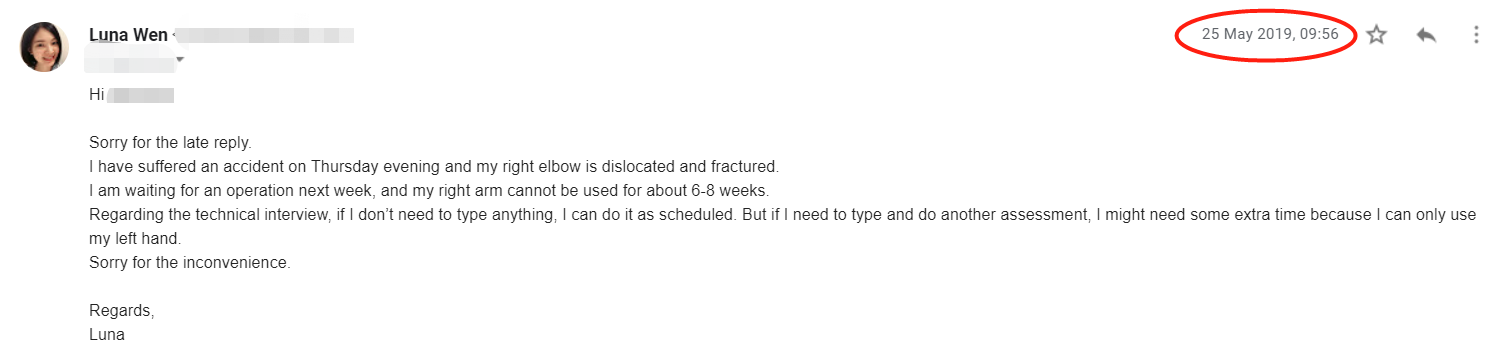 Luna Wen
25 May 2019, 09:56
Hi
Sorry for the late reply.
I have suffered an accident on Thursday evening and my right elbow is dislocated and fractured.
I am waiting for an operation next week, and my right arm cannot be used for about 6-8 weeks.
Regarding the technical interview, if I don’t need to type anything, I can do it as scheduled. But if I need to type and do another assessment, I might need some extra time because I can only use
my left hand.
Sorry for the inconvenience.
Regards,
Luna